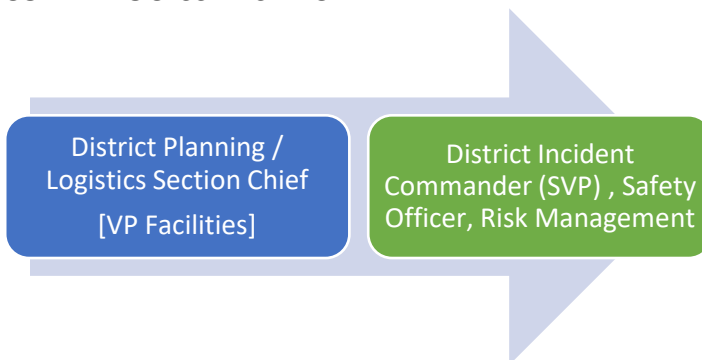 District Planning /
Logistics Section Chief
[VP Facilities]
District Incident
Commander (SVP) , Safety
Officer, Risk Management